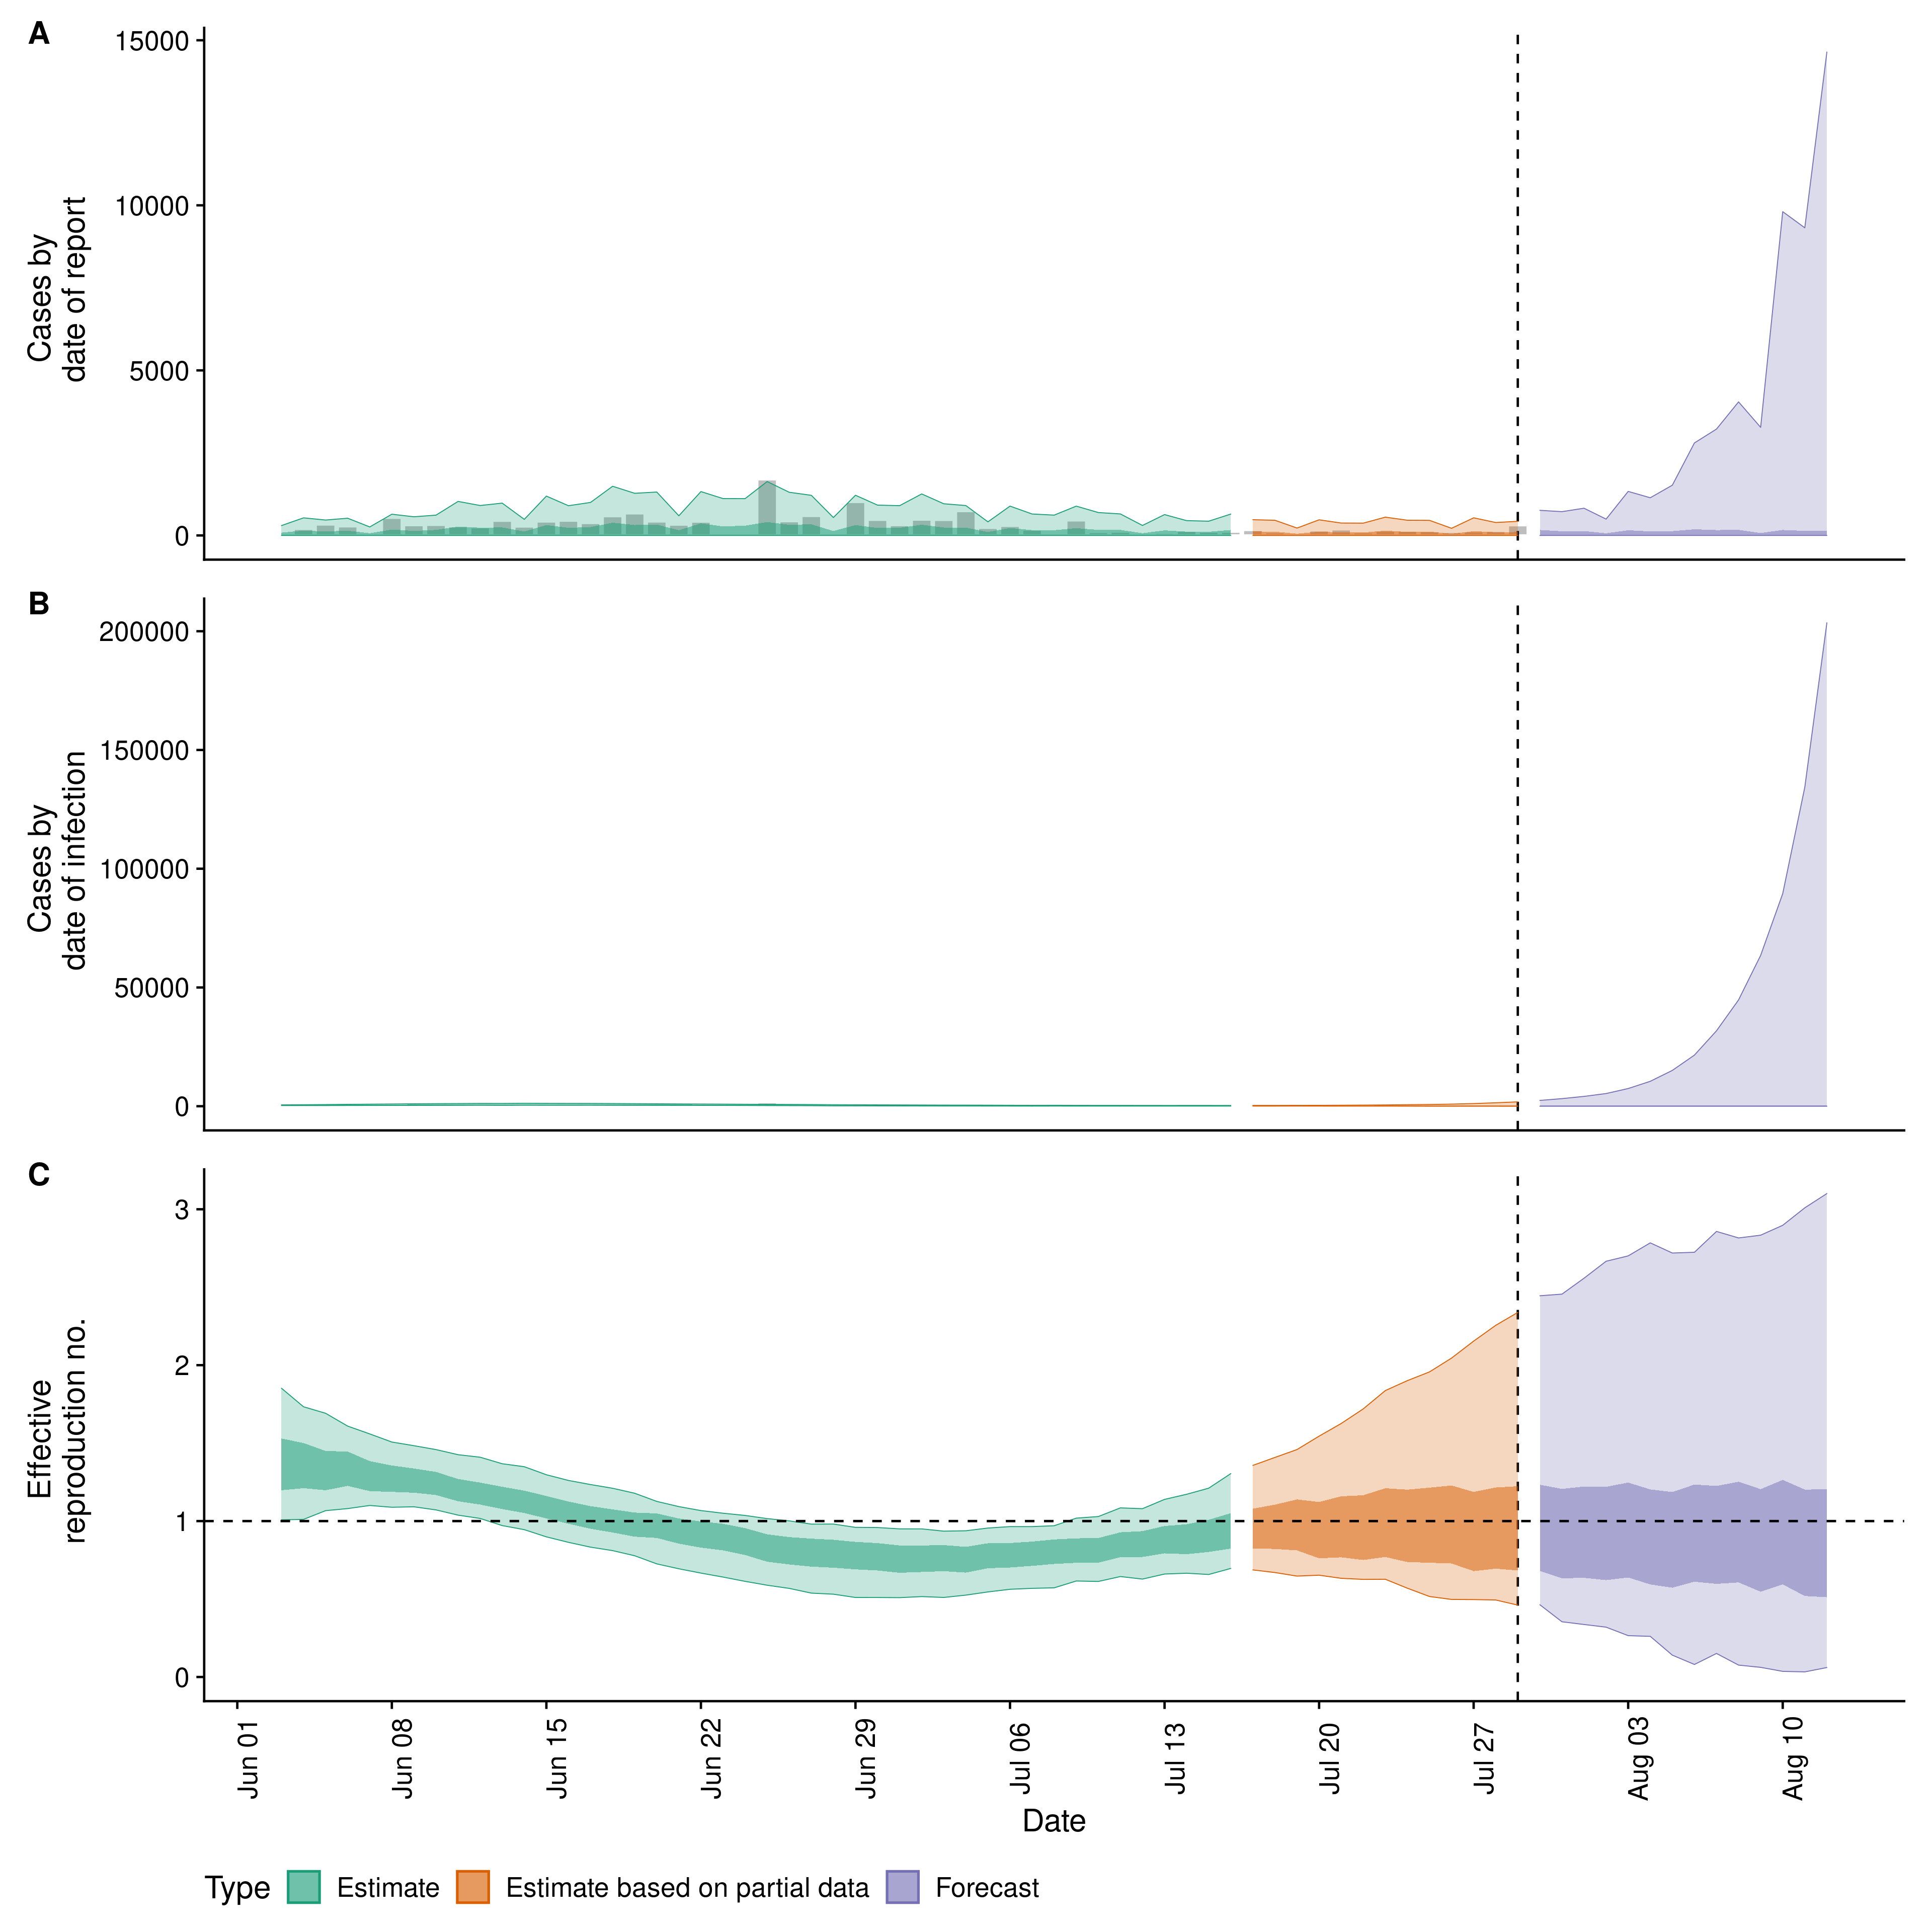 A
15000
10000
5000
0
Cases by
date of report
B
200000
150000
100000
50000
0
Cases by
date of infection
C
3
2
1
0
Effective
reproduction no.
Jun 01
Jun 08
Jun 15
Jun 22
Jun 29
Jul 06
Jul 13
Jul 20
Jul 27
Aug 03
Aug 10
Date
Type Estimate Estimate based on partial data Forecast